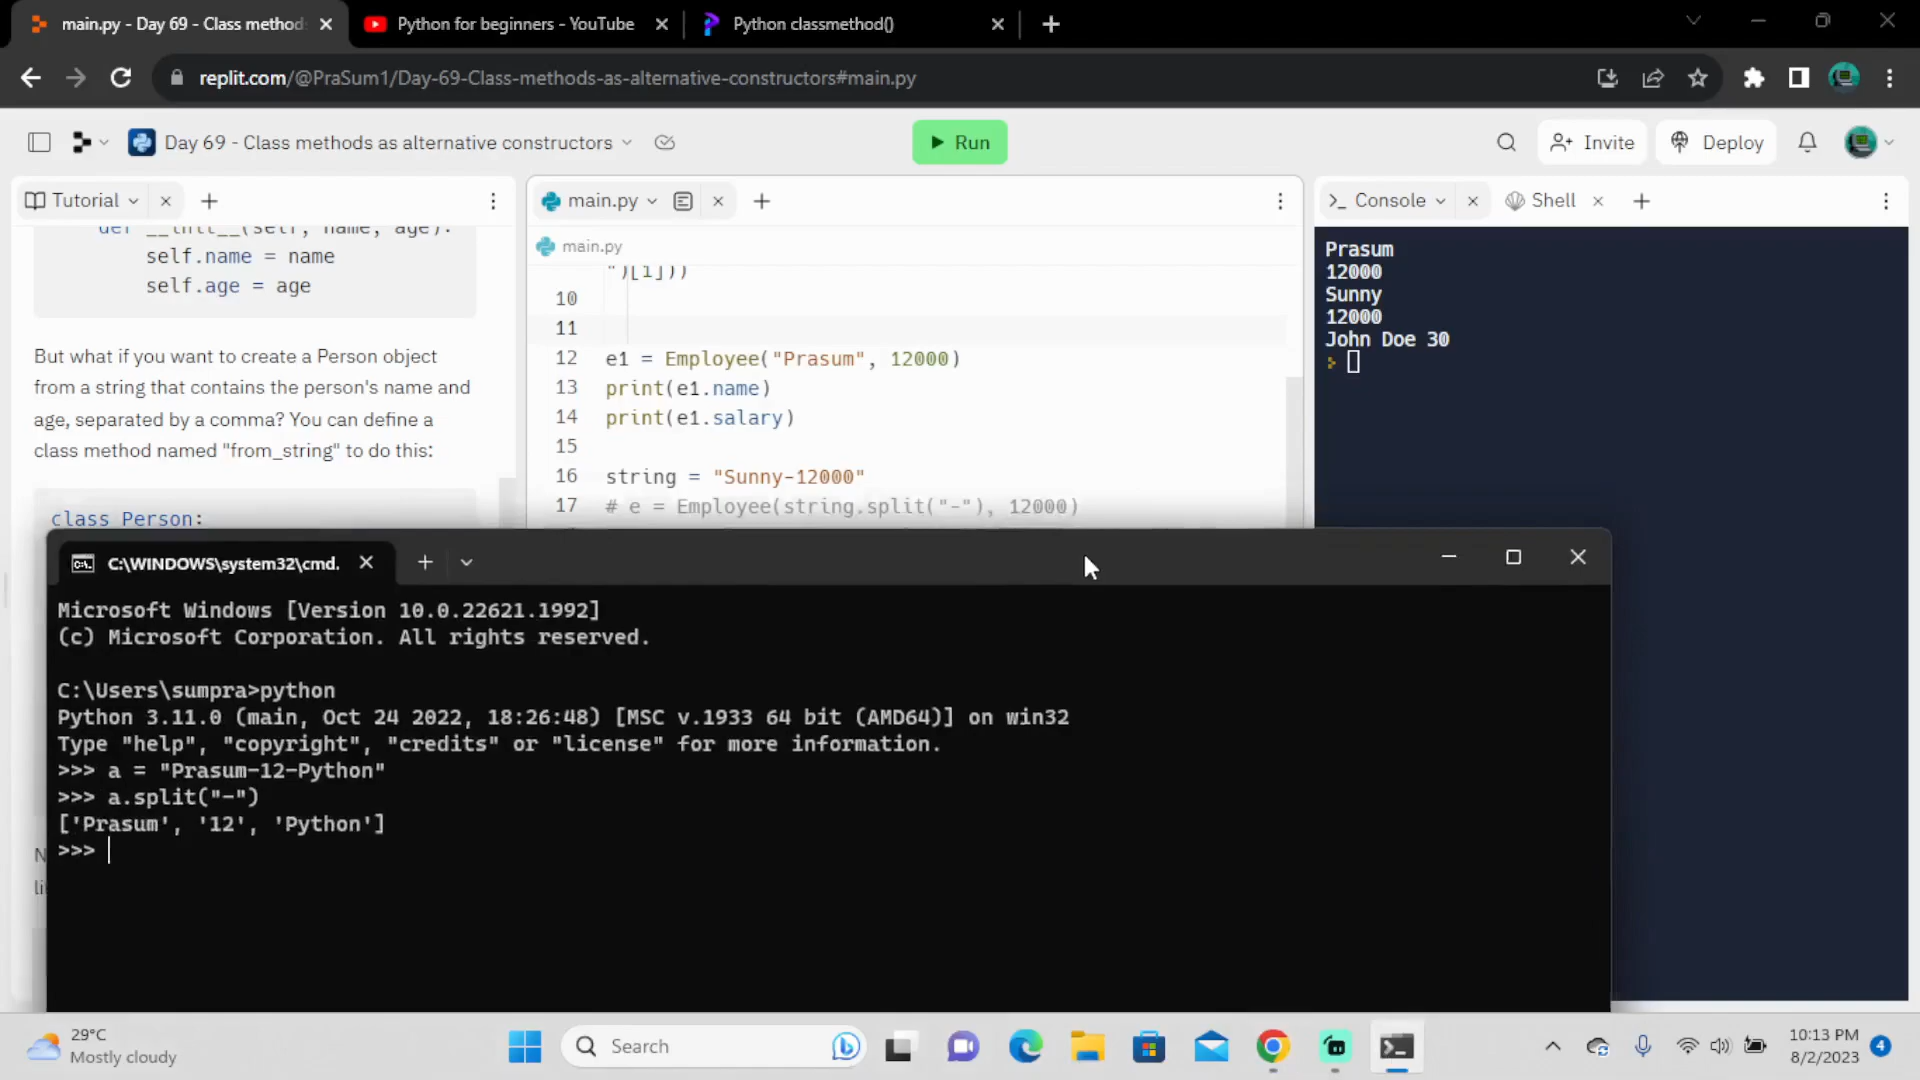 main.py - Day 69 - Class method
Python for beginners - YouTube
Python classmethod()
replit.com/@PraSum1/Day-69-Class-methods-as-alternative-constructors#main.py
Day 69 - Class methods as alternative constructors
Run
Invite
Deploy
Tutorial
def __init__(self, name, age):
self.name = name
self.age = age
But what if you want to create a Person object
from a string that contains the person's name and
age, separated by a comma? You can define a
class method named "from_string" to do this:
class Person:
main.py
main.py
")[1]))
10
11
12 e1 = Employee("Prasum", 12000)
13 print(e1.name)
14 print(e1.salary)
15
16 string = "Sunny-12000"
17 # e = Employee(string.split("-"), 12000)
Console
Shell
Prasum
12000
Sunny
12000
John Doe 30
C:\WINDOWS\system32\cmd.
Microsoft Windows [Version 10.0.22621.1992]
(c) Microsoft Corporation. All rights reserved.
C:\Users\sumpra>python
Python 3.11.0 (main, Oct 24 2022, 18:26:48) [MSC v.1933 64 bit (AMD64)] on win32
Type "help", "copyright", "credits" or "license" for more information.
>>> a = "Prasum-12-Python"
>>> a.split("-")
['Prasum', '12', 'Python']
>>>
29°C
Mostly cloudy
Search
10:13 PM
8/2/2023
4